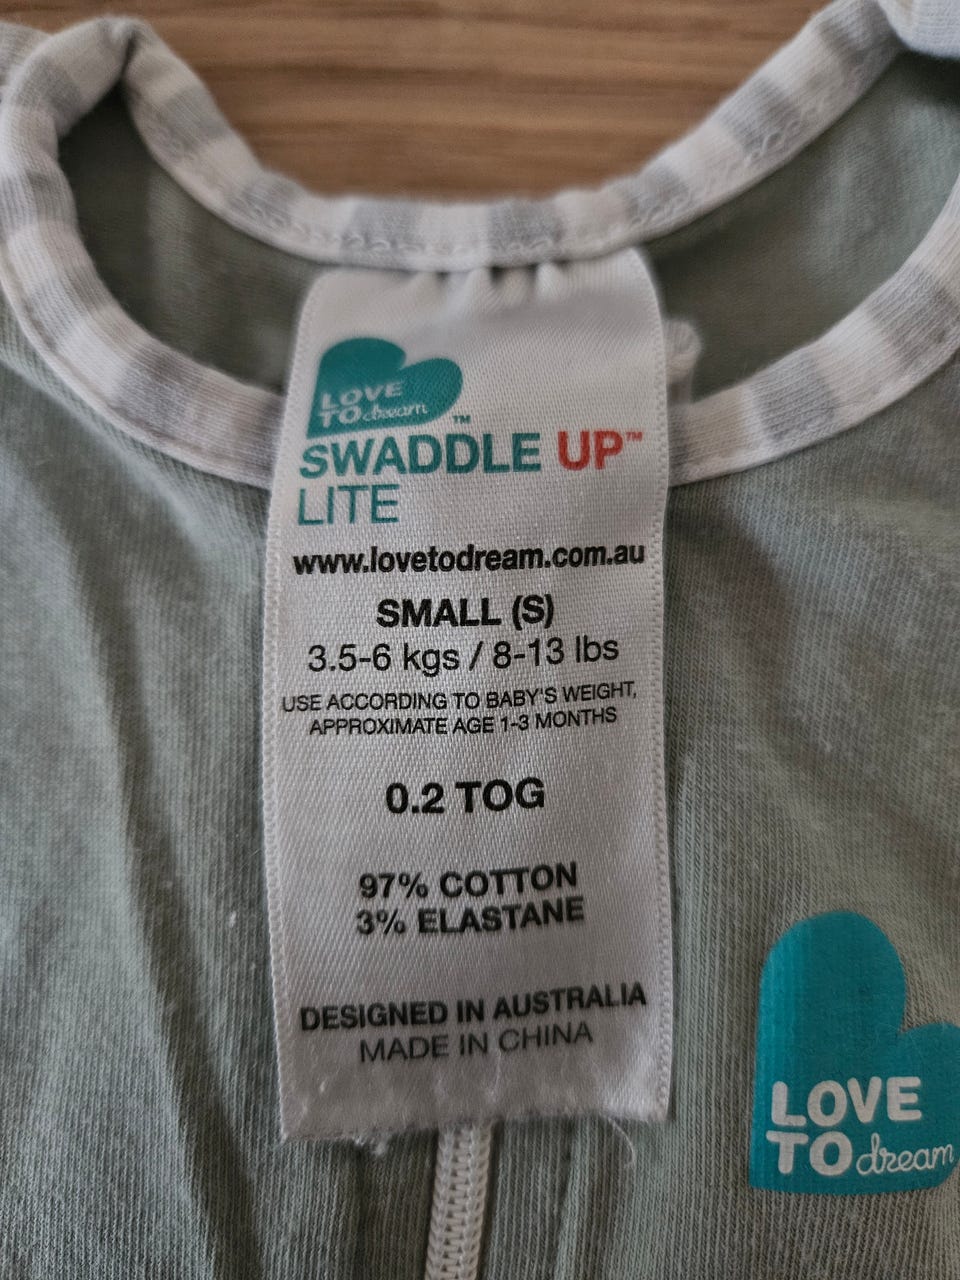 LOVE
TO dream™
SWADDLE UP™
LITE
www.lovetodream.com.au
SMALL (S)
3.5-6 kgs / 8-13 lbs
USE ACCORDING TO BABY'S WEIGHT,
APPROXIMATE AGE 1-3 MONTHS
0.2 TOG
97% COTTON
3% ELASTANE
DESIGNED IN AUSTRALIA
MADE IN CHINA
LOVE
TO dream